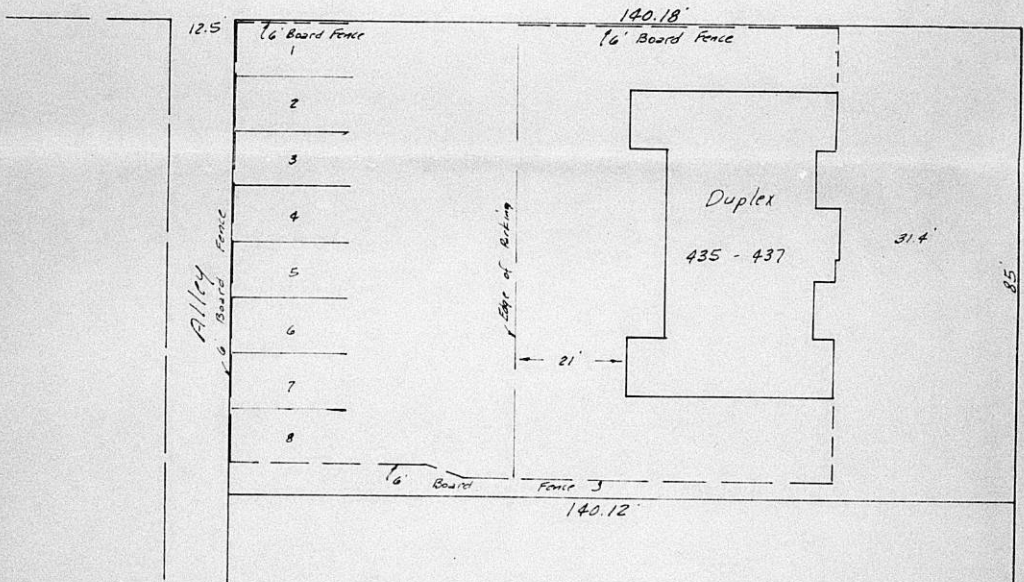 140.18'
12.5'
6' Board Fence
6' Board Fence
1
2
3
4
5
6
7
8
Alley
6' Board Fence
Edge of Parking
21'
Duplex
435 - 437
31.4'
85'
6' Board Fence
140.12'